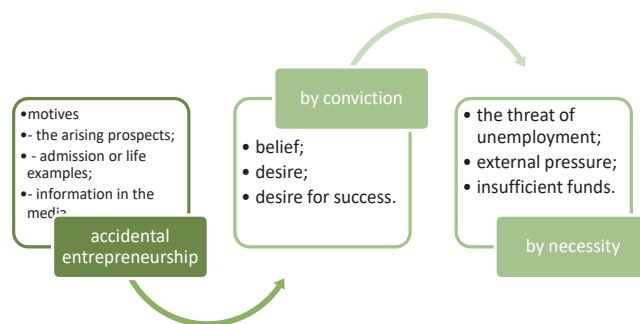 •motives
•- the arising prospects;
•- admission or life
examples;
•- information in the
media
accidental
entrepreneurship
by conviction
• belief;
• desire;
• desire for success.
• the threat of
unemployment;
• external pressure;
• insufficient funds.
by necessity